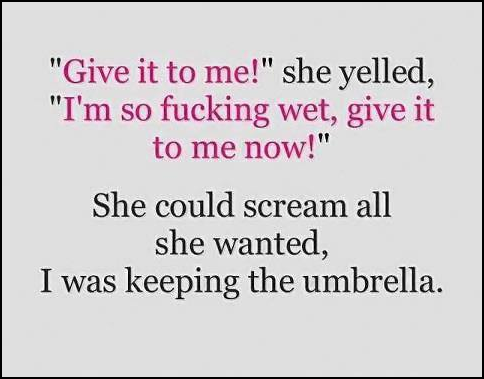 "Give it to me!" she yelled,
"I'm so fucking wet, give it
to me now!"
She could scream all
she wanted,
I was keeping the umbrella.